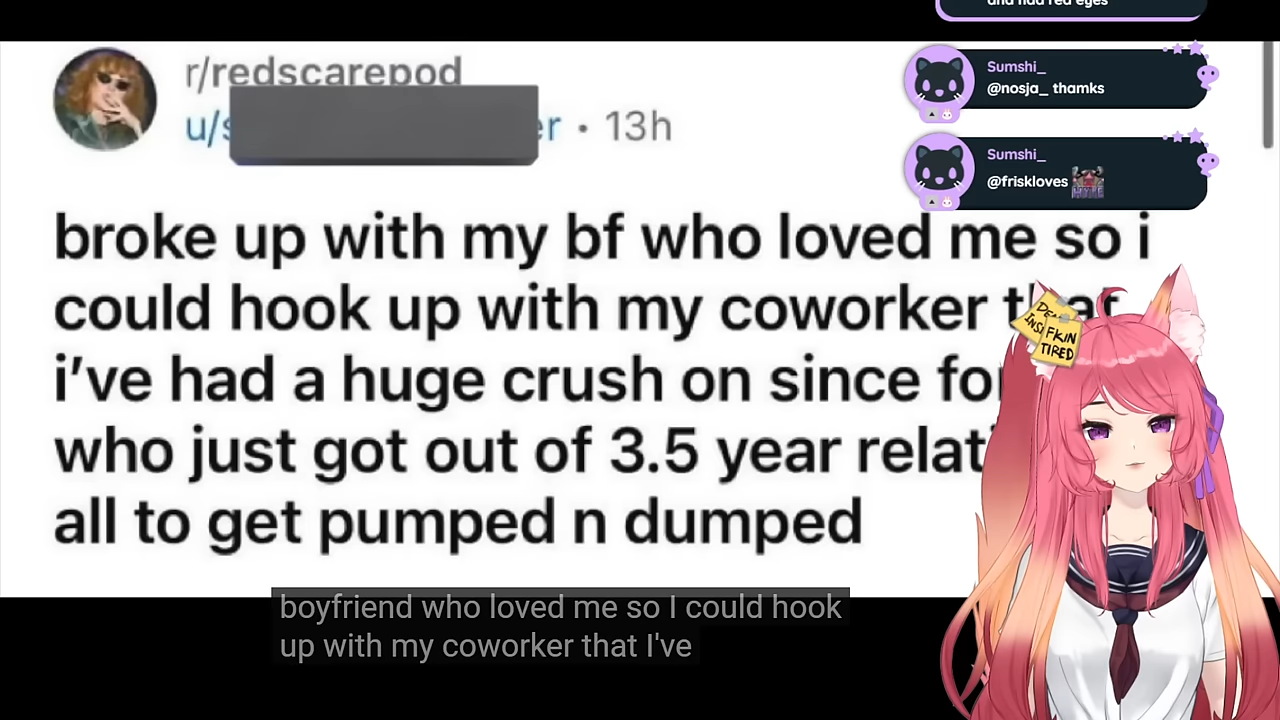 and had red eyes
Sumshi_
@nosja_ thamks
Sumshi_
@friskloves
r/redscarepod
u/s er • 13h
broke up with my bf who loved me so i
could hook up with my coworker that
i've had a huge crush on since
who just got out of 3.5 year
all to get pumped n dumped
FKIN
TIRED
boyfriend who loved me so I could hook
up with my coworker that I've